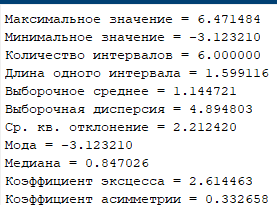 Максимальное значение = 6.471484
Минимальное значение = -3.123210
Количество интервалов = 6.000000
Длина одного интервала = 1.599116
Выборочное среднее = 1.144721
Выборочная дисперсия = 4.894803
Ср. кв. отклонение = 2.212420
Мода = -3.123210
Медиана = 0.847026
Коэффициент эксцесса = 2.614463
Коэффициент асимметрии = 0.332658